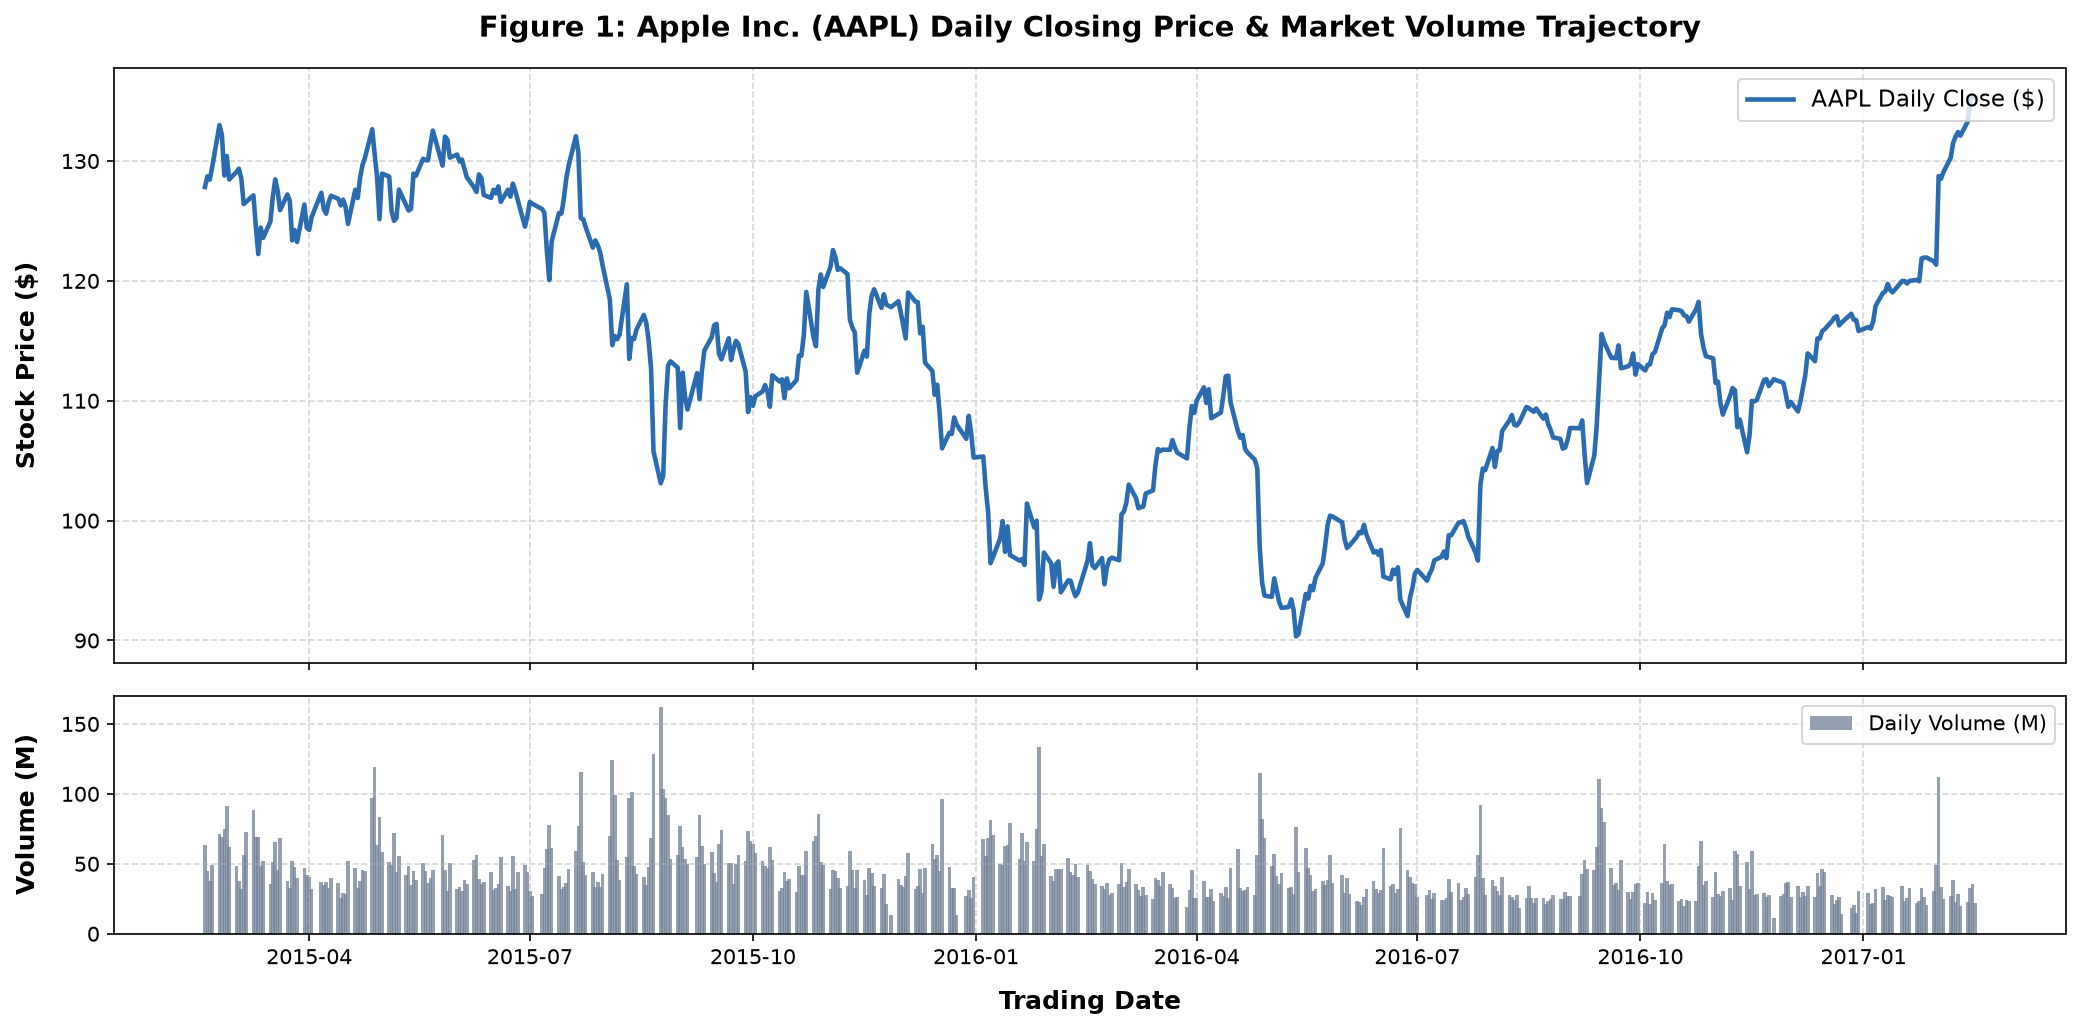 Figure 1: Apple Inc. (AAPL) Daily Closing Price & Market Volume Trajectory
AAPL Daily Close ($)
Stock Price ($)
130
120
110
100
90
Daily Volume (M)
Volume (M)
150
100
50
0
2015-04 2015-07 2015-10 2016-01 2016-04 2016-07 2016-10 2017-01
Trading Date